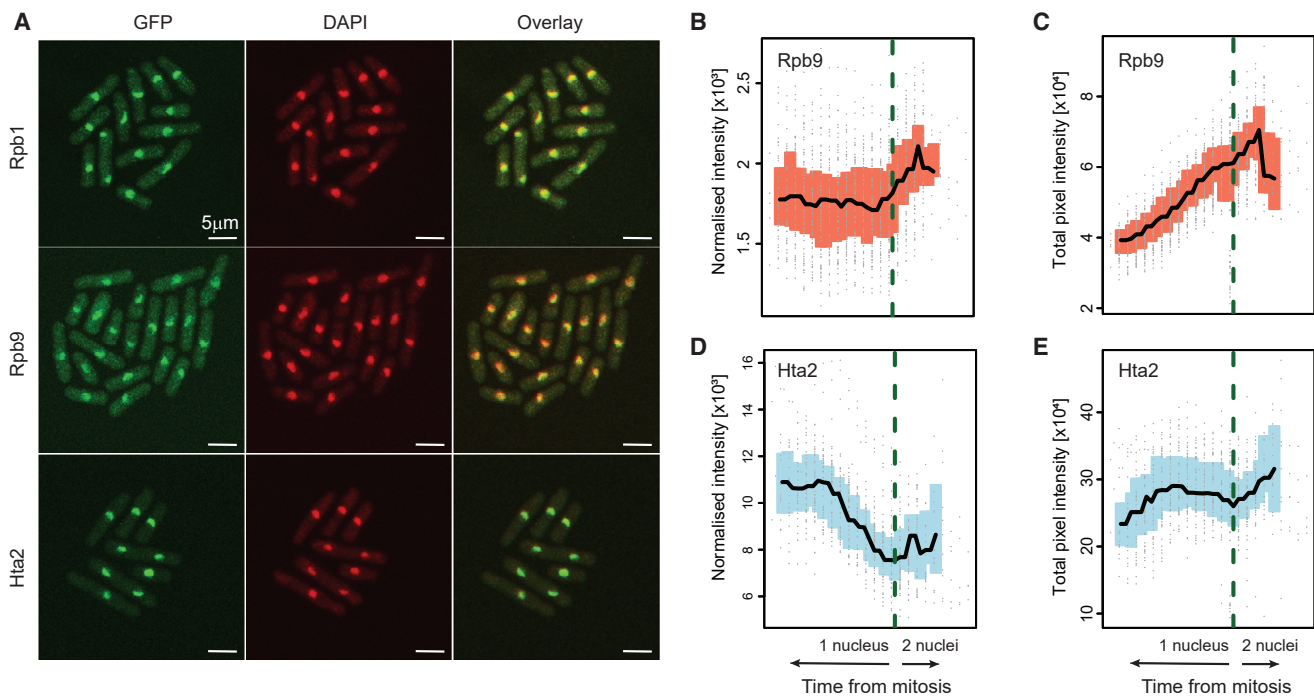 A
GFP
DAPI
Overlay
Rpb1
5μm
Rpb9
Hta2
B
Rpb9
Normalised intensity [x10³]
2.5
2
1.5
C
Rpb9
Total pixel intensity [x10⁴]
8
6
4
2
D
Hta2
Normalised intensity [x10³]
16
14
12
10
8
6
1 nucleus
2 nuclei
Time from mitosis
E
Hta2
Total pixel intensity [x10⁴]
40
30
20
10
1 nucleus
2 nuclei
Time from mitosis